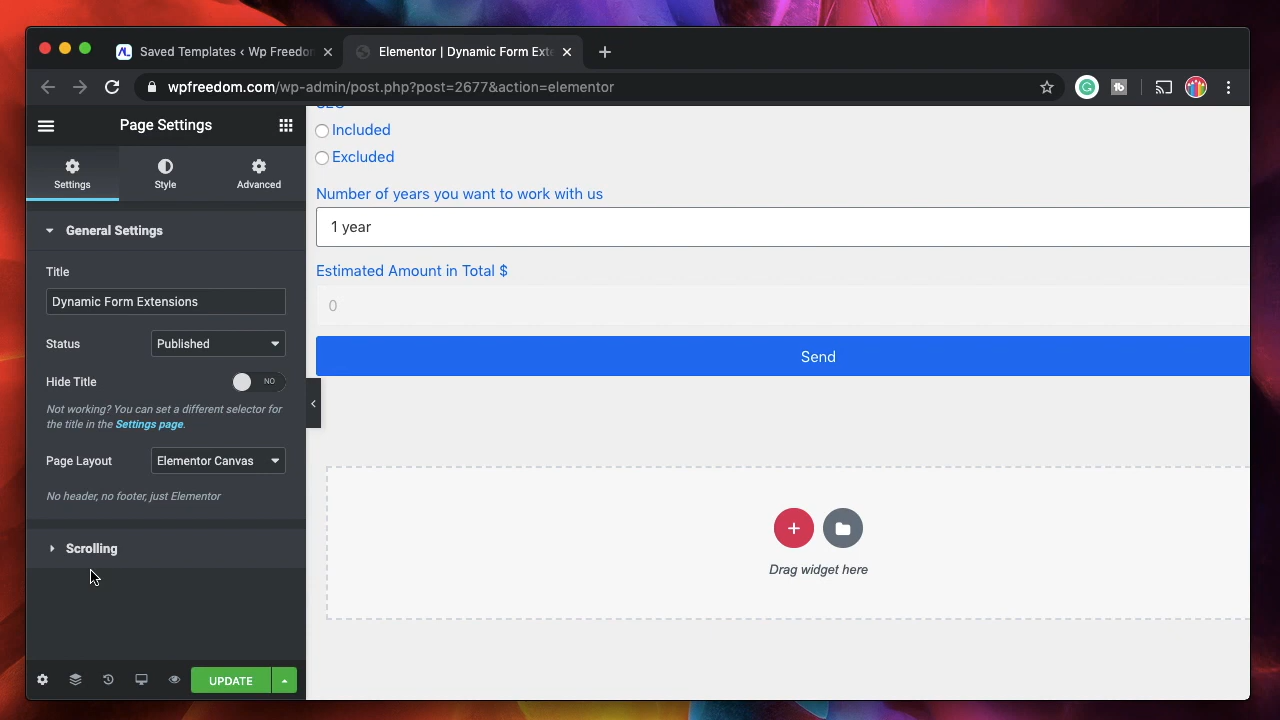 Saved Templates ‹ Wp Freedom
Elementor | Dynamic Form Exte
wpfreedom.com/wp-admin/post.php?post=2677&action=elementor
Page Settings
Settings
Style
Advanced
General Settings
Title
Dynamic Form Extensions
Status
Published
Hide Title
NO
Not working? You can set a different selector for
the title in the Settings page.
Page Layout
Elementor Canvas
No header, no footer, just Elementor
Scrolling
UPDATE
Included
Excluded
Number of years you want to work with us
1 year
Estimated Amount in Total $
0
Send
Drag widget here